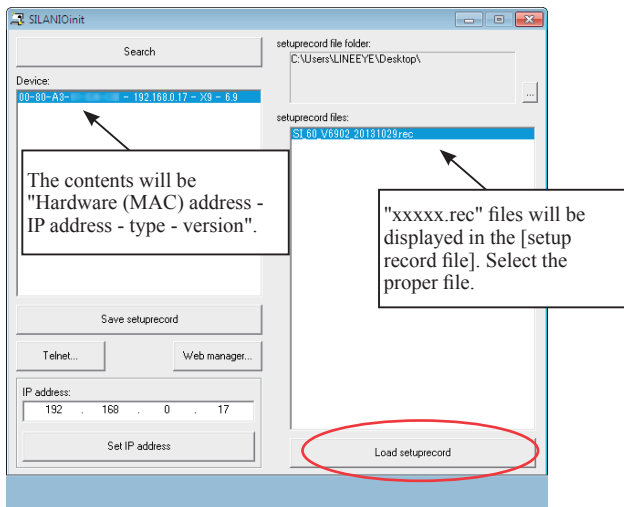 SILANIOinit
Search
Device:
00-80-A3- - 192.168.0.17 - X9 - 6.9
The contents will be
"Hardware (MAC) address -
IP address - type - version".
Save setuprecord
Telnet...
Web manager...
IP address:
192 . 168 . 0 . 17
Set IP address
setuprecord file folder:
C:\Users\LINEEYE\Desktop\
...
setuprecord files:
SI_60_V6902_20131029.rec
"xxxxx.rec" files will be
displayed in the [setup
record file]. Select the
proper file.
Load setuprecord